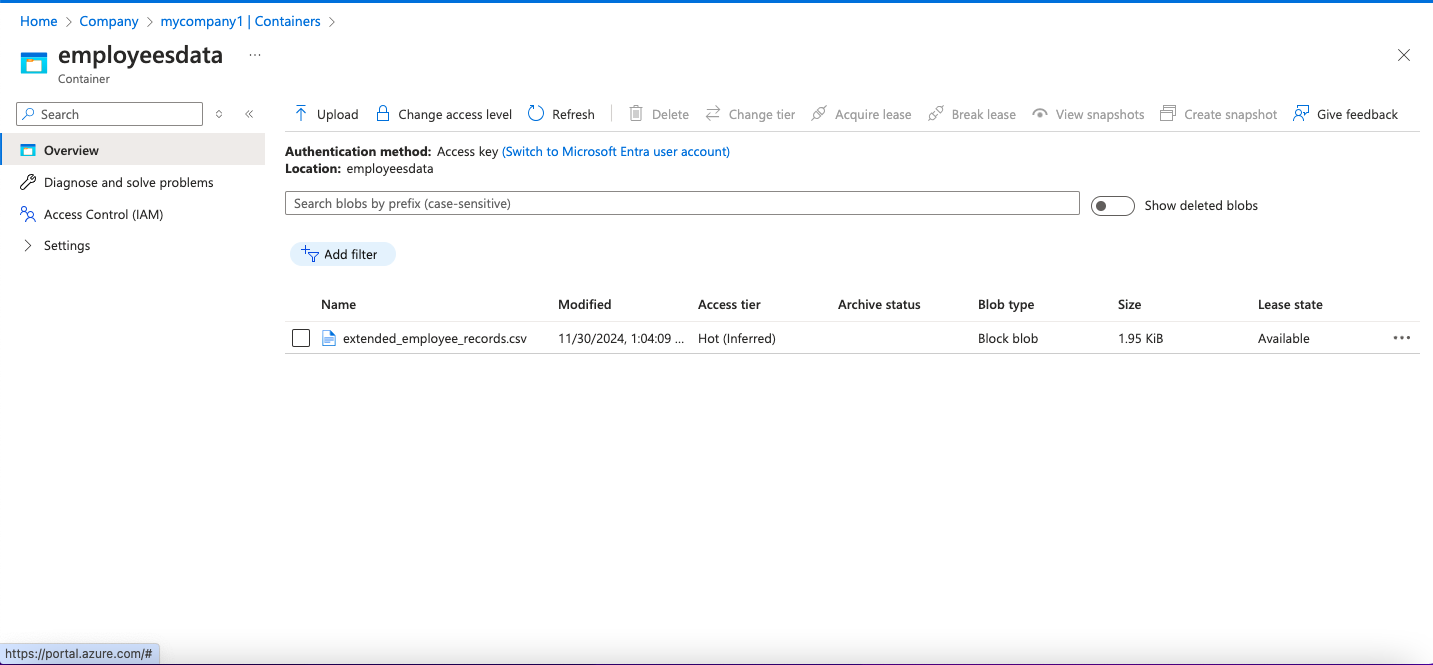 Home > Company > mycompany1 | Containers >
employeesdata ...
Container
Search
Overview
Diagnose and solve problems
Access Control (IAM)
Settings
Upload Change access level Refresh Delete Change tier Acquire lease Break lease View snapshots Create snapshot Give feedback
Authentication method: Access key (Switch to Microsoft Entra user account)
Location: employeesdata
Search blobs by prefix (case-sensitive)
Show deleted blobs
Add filter
Name Modified Access tier Archive status Blob type Size Lease state
extended_employee_records.csv 11/30/2024, 1:04:09 ... Hot (Inferred) Block blob 1.95 KiB Available ...
https://portal.azure.com/#